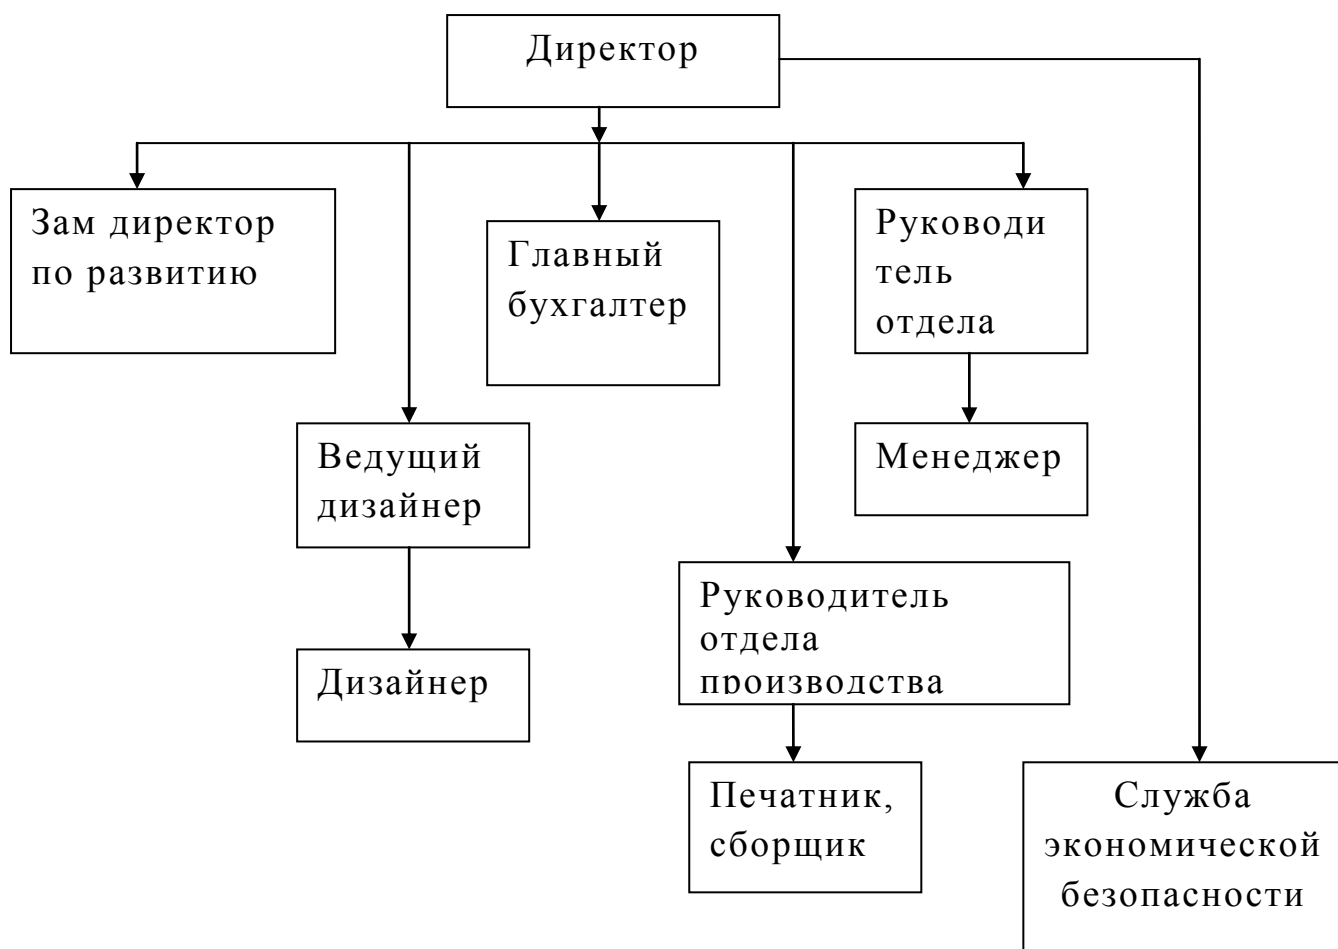 Директор
Зам директор
по развитию
Главный
бухгалтер
Руководи
тель
отдела
Ведущий
дизайнер
Менеджер
Руководитель
отдела
производства
Дизайнер
Печатник,
сборщик
Служба
экономической
безопасности